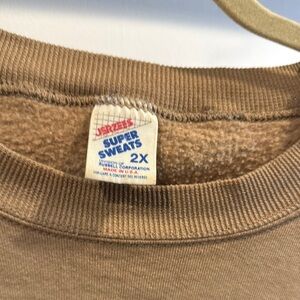 JERZEES
SUPER
SWEATS
2X
RUSSELL CORPORATION
MADE IN U.S.A.